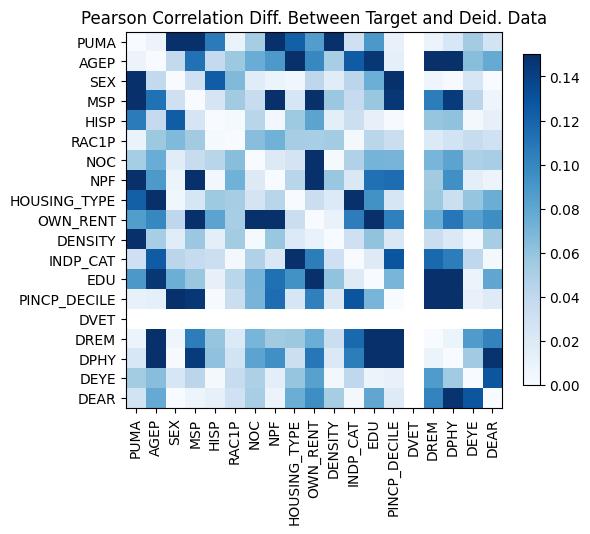 Pearson Correlation Diff. Between Target and Deid. Data
PUMA
AGEP
SEX
MSP
HISP
RAC1P
NOC
NPF
HOUSING_TYPE
OWN_RENT
DENSITY
INDP_CAT
EDU
PINCP_DECILE
DVET
DREM
DPHY
DEYE
DEAR
PUMA
AGEP
SEX
MSP
HISP
RAC1P
NOC
NPF
HOUSING_TYPE
OWN_RENT
DENSITY
INDP_CAT
EDU
PINCP_DECILE
DVET
DREM
DPHY
DEYE
DEAR
0.14
0.12
0.10
0.08
0.06
0.04
0.02
0.00